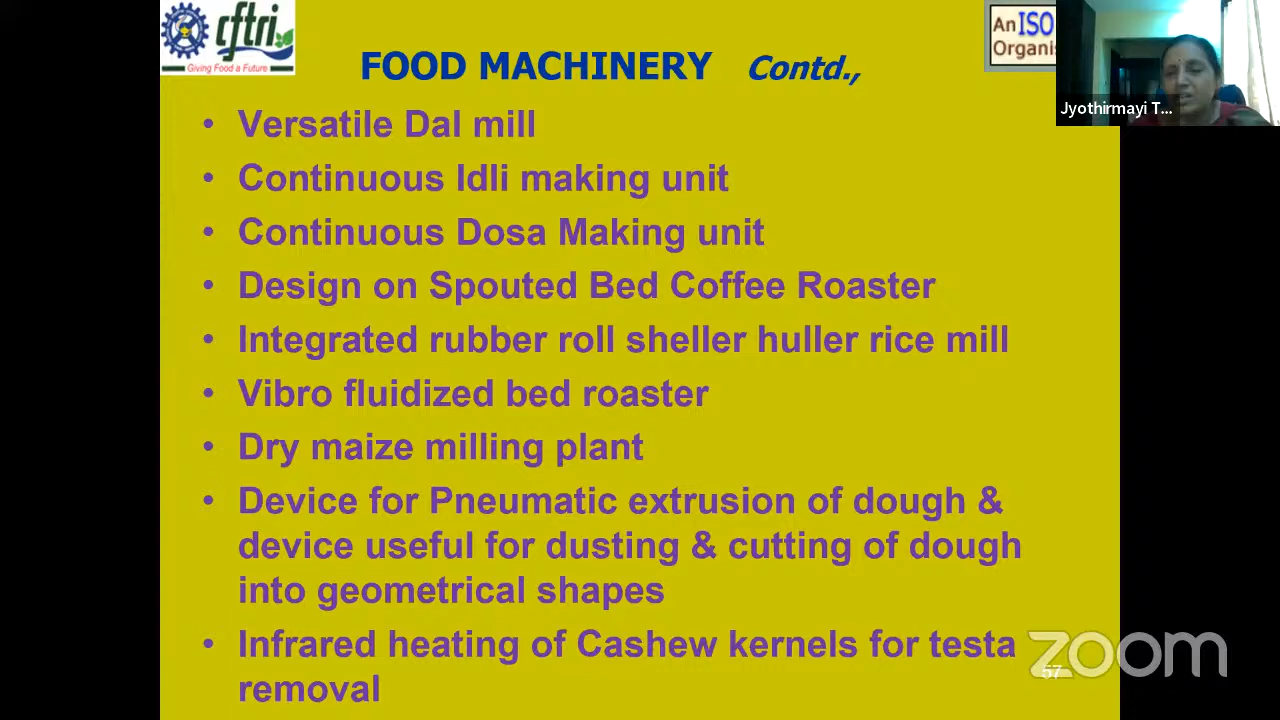 cftri
Giving Food a Future
FOOD MACHINERY Contd.,
An ISO
Organis
Jyothirmayi T...
• Versatile Dal mill
• Continuous Idli making unit
• Continuous Dosa Making unit
• Design on Spouted Bed Coffee Roaster
• Integrated rubber roll sheller huller rice mill
• Vibro fluidized bed roaster
• Dry maize milling plant
• Device for Pneumatic extrusion of dough &
device useful for dusting & cutting of dough
into geometrical shapes
• Infrared heating of Cashew kernels for testa
removal
57
zoom